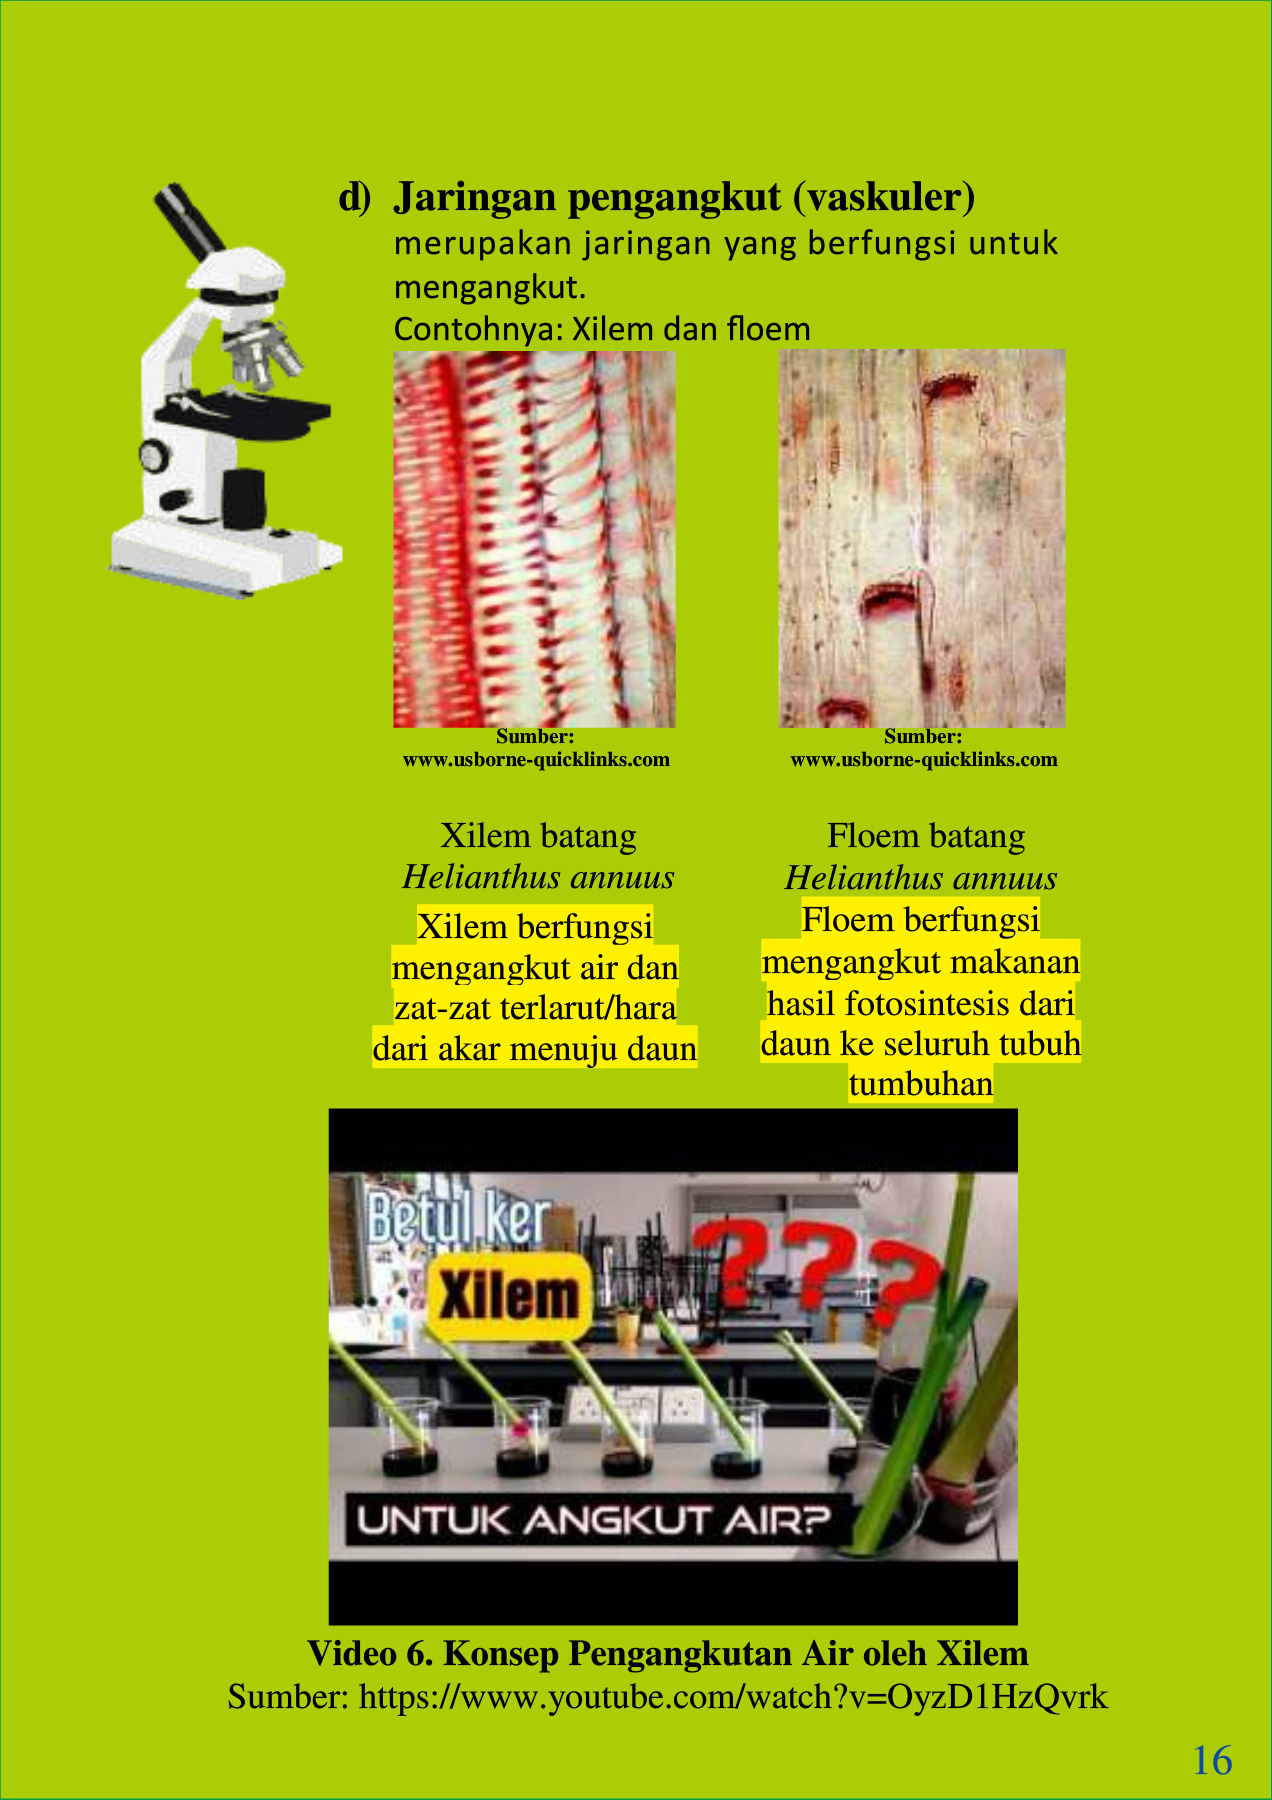 d) Jaringan pengangkut (vaskuler)
merupakan jaringan yang berfungsi untuk
mengangkut.
Contohnya: Xilem dan floem
Sumber:
www.usborne-quicklinks.com
Sumber:
www.usborne-quicklinks.com
Xilem batang
Helianthus annuus
Xilem berfungsi
mengangkut air dan
zat-zat terlarut/hara
dari akar menuju daun
Floem batang
Helianthus annuus
Floem berfungsi
mengangkut makanan
hasil fotosintesis dari
daun ke seluruh tubuh
tumbuhan
Betul ker
Xilem
???
UNTUK ANGKUT AIR?
Video 6. Konsep Pengangkutan Air oleh Xilem
Sumber: https://www.youtube.com/watch?v=OyzD1HzQvrk
16